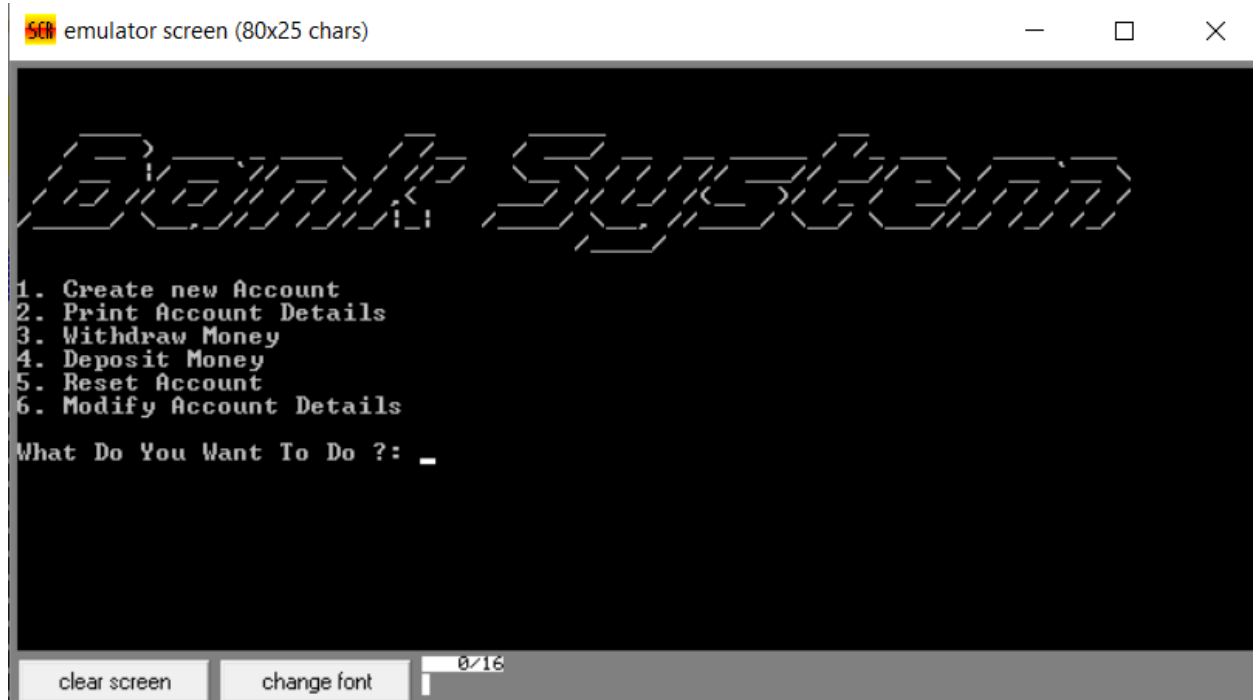 SCR emulator screen (80x25 chars)
Bank System
1. Create new Account
2. Print Account Details
3. Withdraw Money
4. Deposit Money
5. Reset Account
6. Modify Account Details
What Do You Want To Do ?: _
0/16
clear screen change font